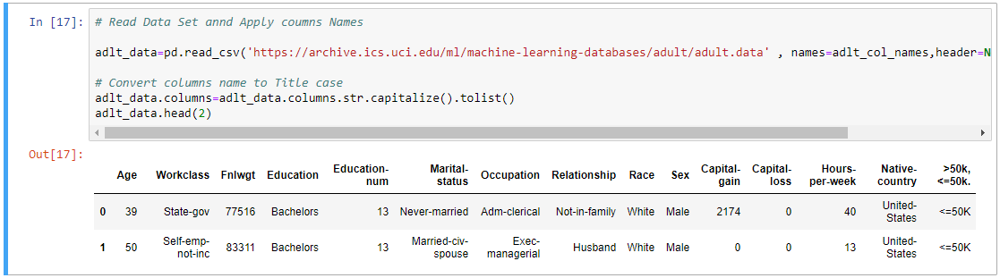 In [17]: # Read Data Set annd Apply coumns Names
adlt_data=pd.read_csv('https://archive.ics.uci.edu/ml/machine-learning-databases/adult/adult.data' , names=adlt_col_names,header=N
# Convert columns name to Title case
adlt_data.columns=adlt_data.columns.str.capitalize().tolist()
adlt_data.head(2)
Out[17]:
Age Workclass Fnlwgt Education Education-num Marital-status Occupation Relationship Race Sex Capital-gain Capital-loss Hours-per-week Native-country >50k, <=50k.
0 39 State-gov 77516 Bachelors 13 Never-married Adm-clerical Not-in-family White Male 2174 0 40 United-States <=50K
1 50 Self-emp-not-inc 83311 Bachelors 13 Married-civ-spouse Exec-managerial Husband White Male 0 0 13 United-States <=50K